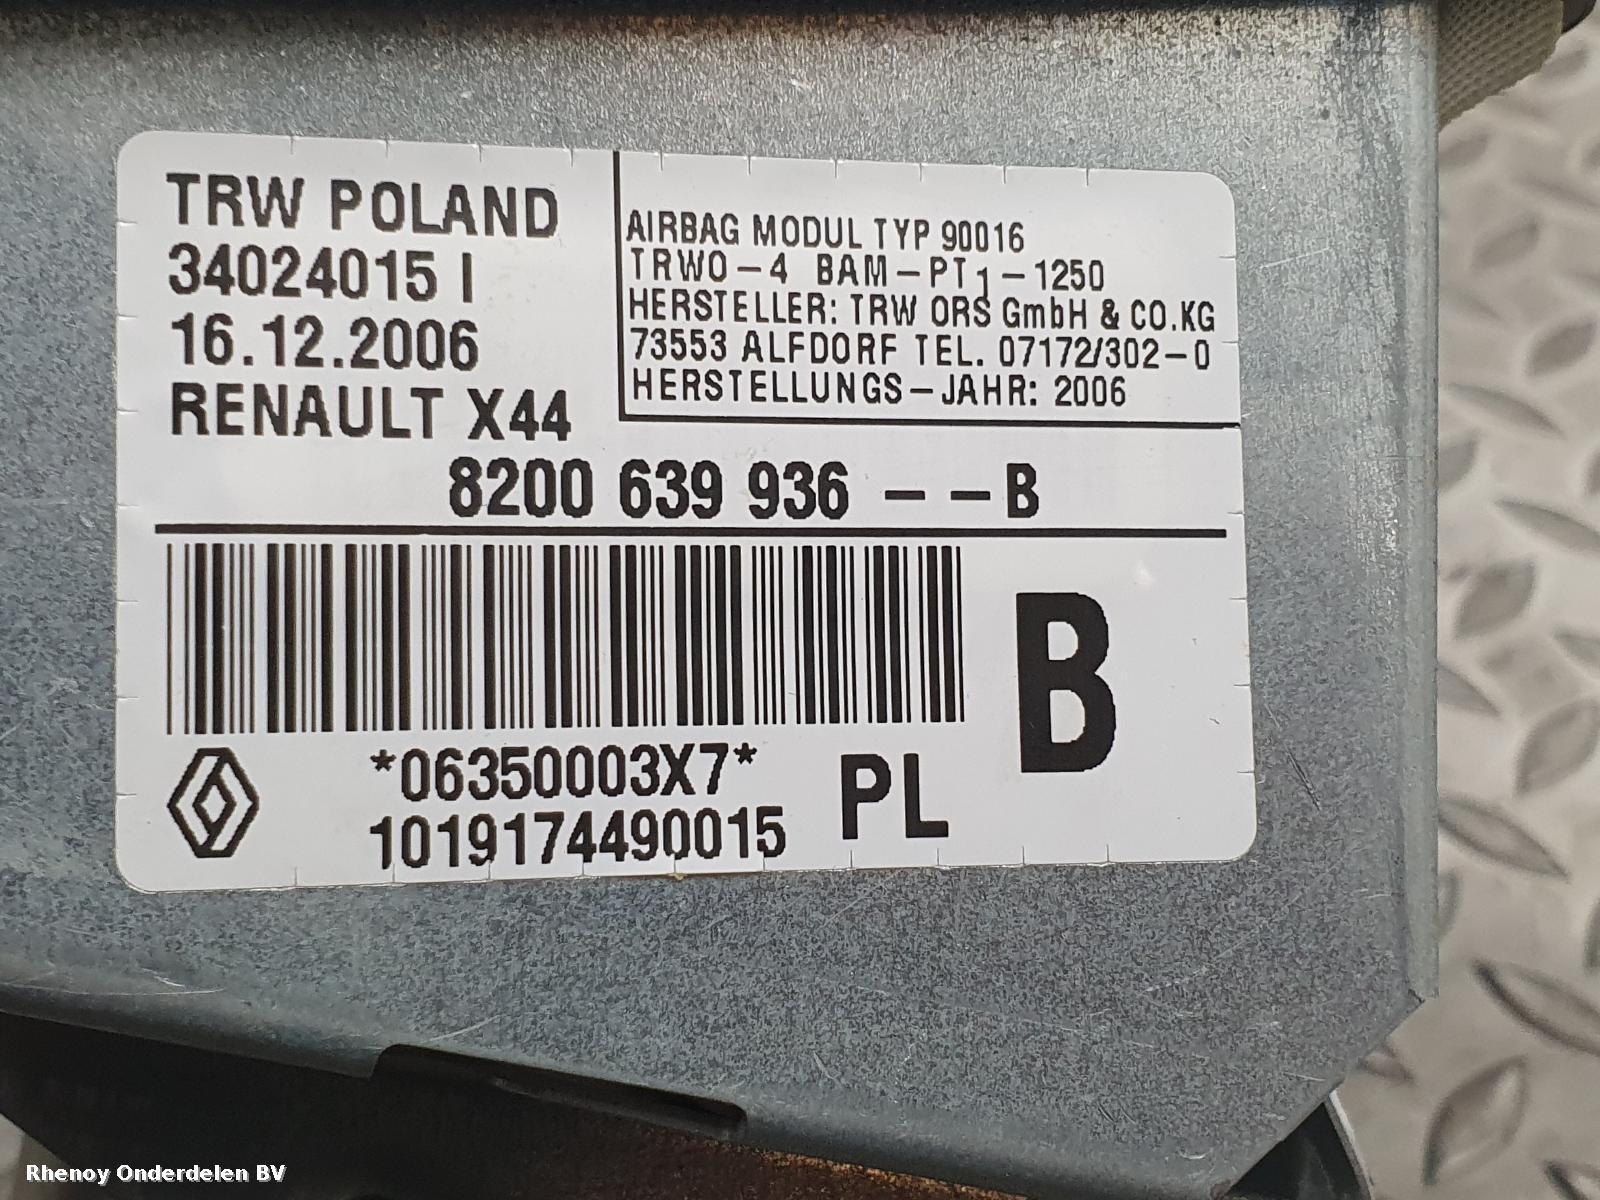 TRW POLAND
34024015 I
16.12.2006
RENAULT X44
AIRBAG MODUL TYP 90016
TRWO-4 BAM-PT1-1250
HERSTELLER: TRW ORS GmbH & CO.KG
73553 ALFDORF TEL. 07172/302-0
HERSTELLUNGS-JAHR: 2006
8200 639 936 - - B
B
*06350003X7*
PL
1019174490015
Rhenoy Onderdelen BV